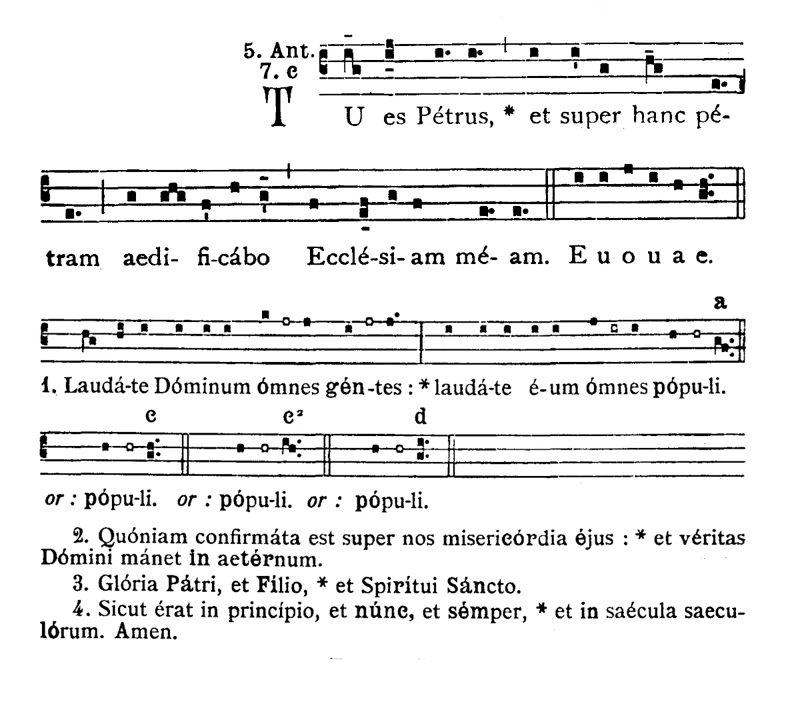 5. Ant.
7. c
TU es Pétrus, * et super hanc pé-
tram aedi- fi-cábo Ecclé-si-am mé- am. E u o u a e.
a
1. Laudá-te Dóminum ómnes gén-tes : * laudá-te é-um ómnes pópu-li.
c c² d
or : pópu-li. or : pópu-li. or : pópu-li.
2. Quóniam confirmáta est super nos misericórdia éjus : * et véritas
Dómini mánet in aetérnum.
3. Glória Pátri, et Fílio, * et Spirítui Sáncto.
4. Sicut érat in princípio, et núnc, et sémper, * et in saécula saecu-
lórum. Amen.